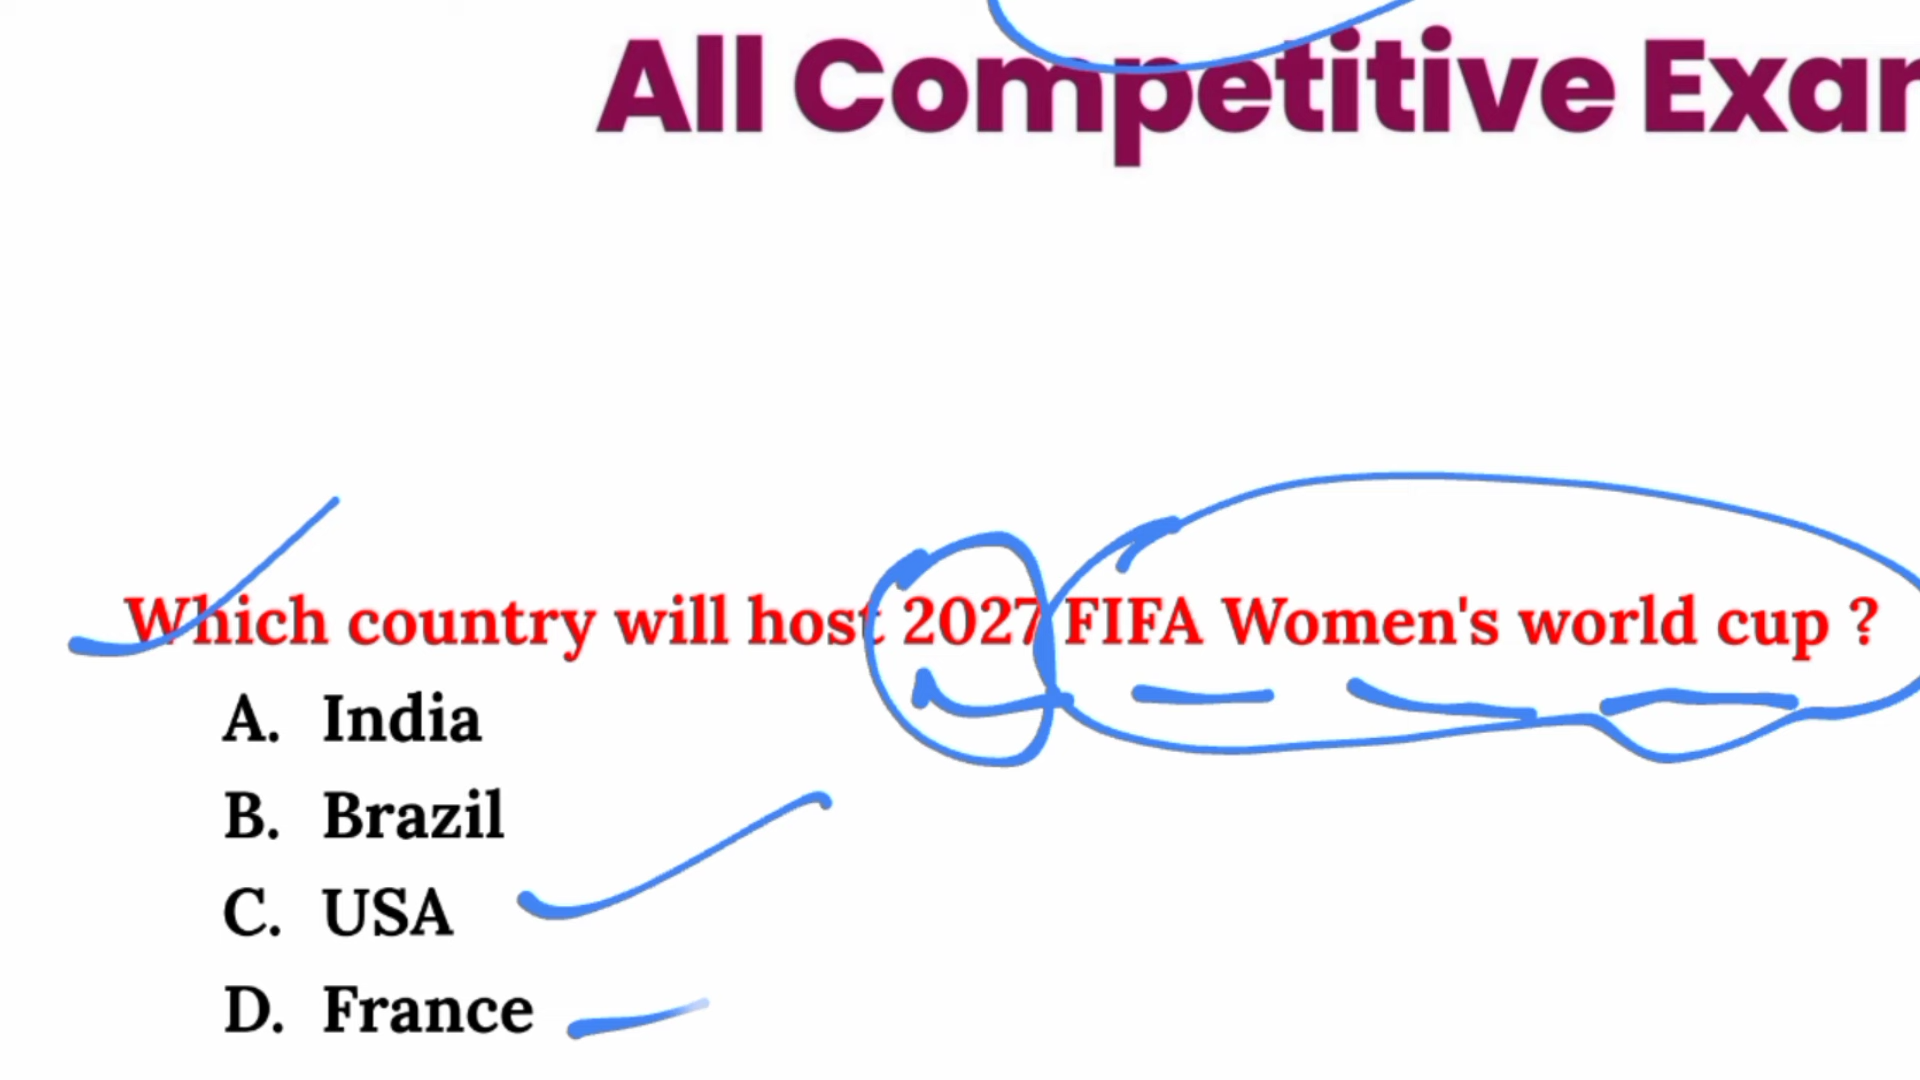 All Competitive Exar
Which country will host 2027 FIFA Women's world cup ?
A. India
B. Brazil
C. USA
D. France